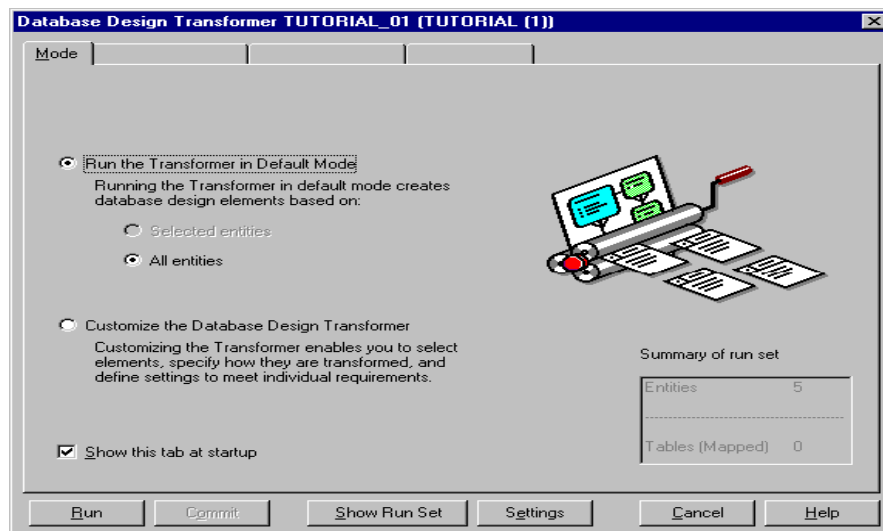 Database Design Transformer TUTORIAL_01 (TUTORIAL (1))
Mode
Run the Transformer in Default Mode
Running the Transformer in default mode creates
database design elements based on:
Selected entities
All entities
Customize the Database Design Transformer
Customizing the Transformer enables you to select
elements, specify how they are transformed, and
define settings to meet individual requirements.
Summary of run set
Entities 5
Tables (Mapped) 0
Show this tab at startup
Run Commit Show Run Set Settings Cancel Help